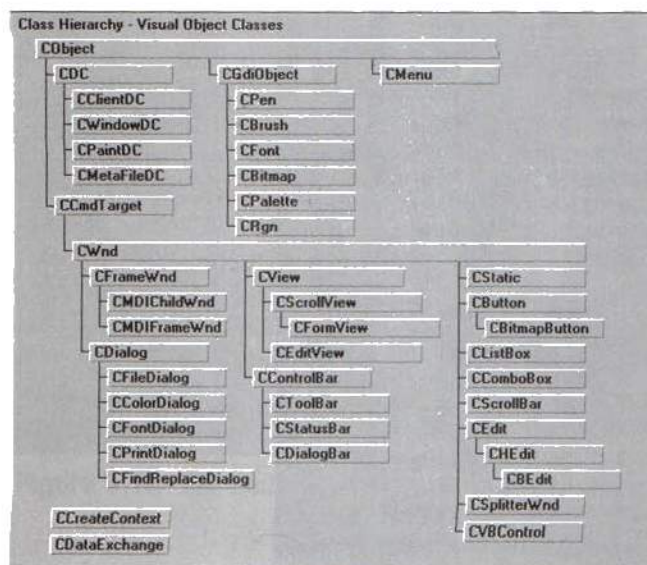 Class Hierarchy - Visual Object Classes
CObject
CDC
CClientDC
CWindowDC
CPaintDC
CMetaFileDC
CGdiObject
CPen
CBrush
CFont
CBitmap
CPalette
CRgn
CMenu
CCmdTarget
CWnd
CFrameWnd
CMDIChildWnd
CMDIFrameWnd
CDialog
CFileDialog
CColorDialog
CFontDialog
CPrintDialog
CFindReplaceDialog
CView
CScrollView
CFormView
CEditView
CControlBar
CToolBar
CStatusBar
CDialogBar
CStatic
CButton
CBitmapButton
CListBox
CComboBox
CScrollBar
CEdit
CHEdit
CBEdit
CSplitterWnd
CVBControl
CCreateContext
CDataExchange